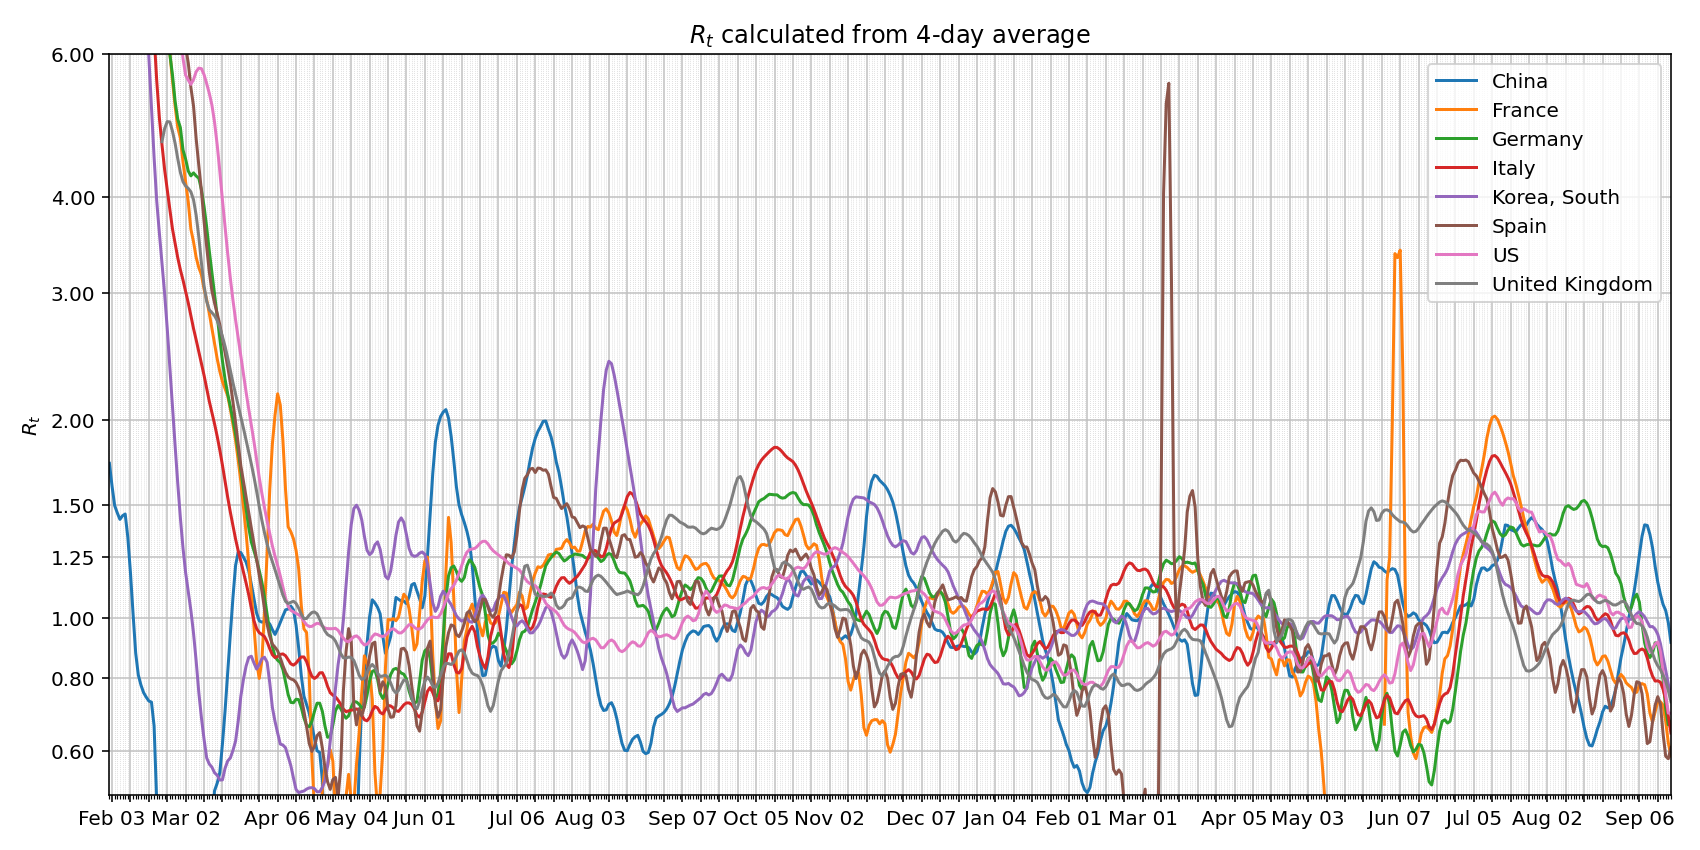 R_t calculated from 4-day average
6.00
4.00
3.00
2.00
1.50
1.25
1.00
0.80
0.60
R_t
China
France
Germany
Italy
Korea, South
Spain
US
United Kingdom
Feb 03 Mar 02 Apr 06 May 04 Jun 01 Jul 06 Aug 03 Sep 07 Oct 05 Nov 02 Dec 07 Jan 04 Feb 01 Mar 01 Apr 05 May 03 Jun 07 Jul 05 Aug 02 Sep 06